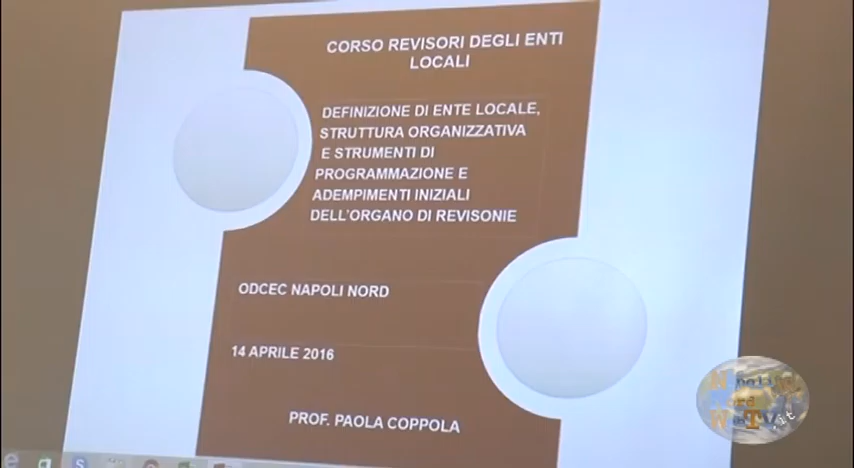 CORSO REVISORI DEGLI ENTI
LOCALI
DEFINIZIONE DI ENTE LOCALE,
STRUTTURA ORGANIZZATIVA
E STRUMENTI DI
PROGRAMMAZIONE E
ADEMPIMENTI INIZIALI
DELL'ORGANO DI REVISONIE
ODCEC NAPOLI NORD
14 APRILE 2016
PROF. PAOLA COPPOLA
.it